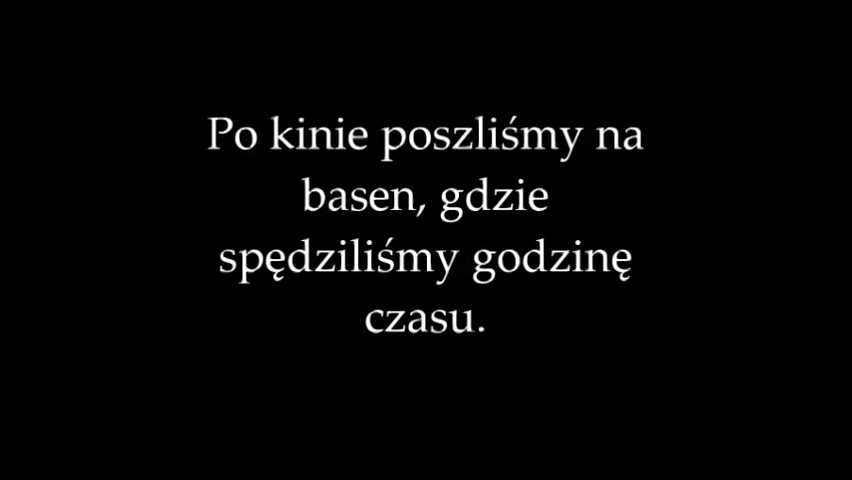 Po kinie poszliśmy na
basen, gdzie
spędziliśmy godzinę
czasu.